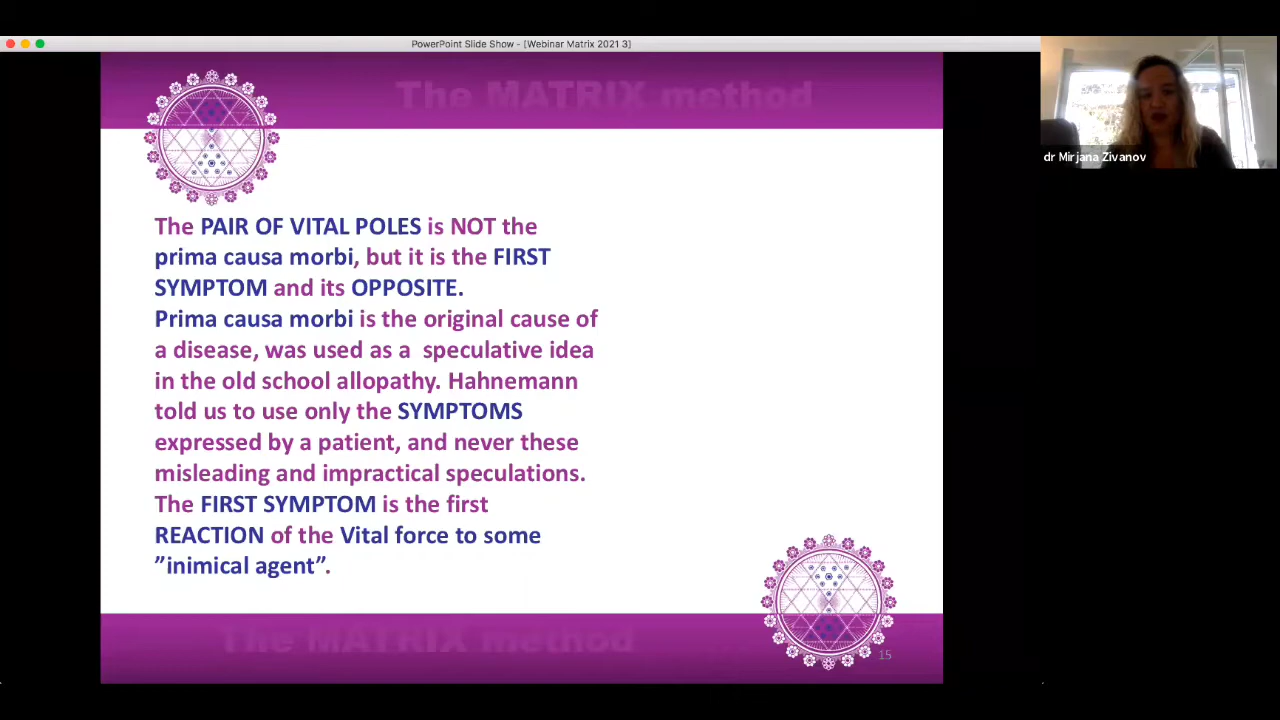 PowerPoint Slide Show - [Webinar Matrix 2021 3]
The MATRIX method
dr Mirjana Zivanov
The PAIR OF VITAL POLES is NOT the
prima causa morbi, but it is the FIRST
SYMPTOM and its OPPOSITE.
Prima causa morbi is the original cause of
a disease, was used as a  speculative idea
in the old school allopathy. Hahnemann
told us to use only the SYMPTOMS
expressed by a patient, and never these
misleading and impractical speculations.
The FIRST SYMPTOM is the first
REACTION of the Vital force to some
”inimical agent”.
The MATRIX method
15